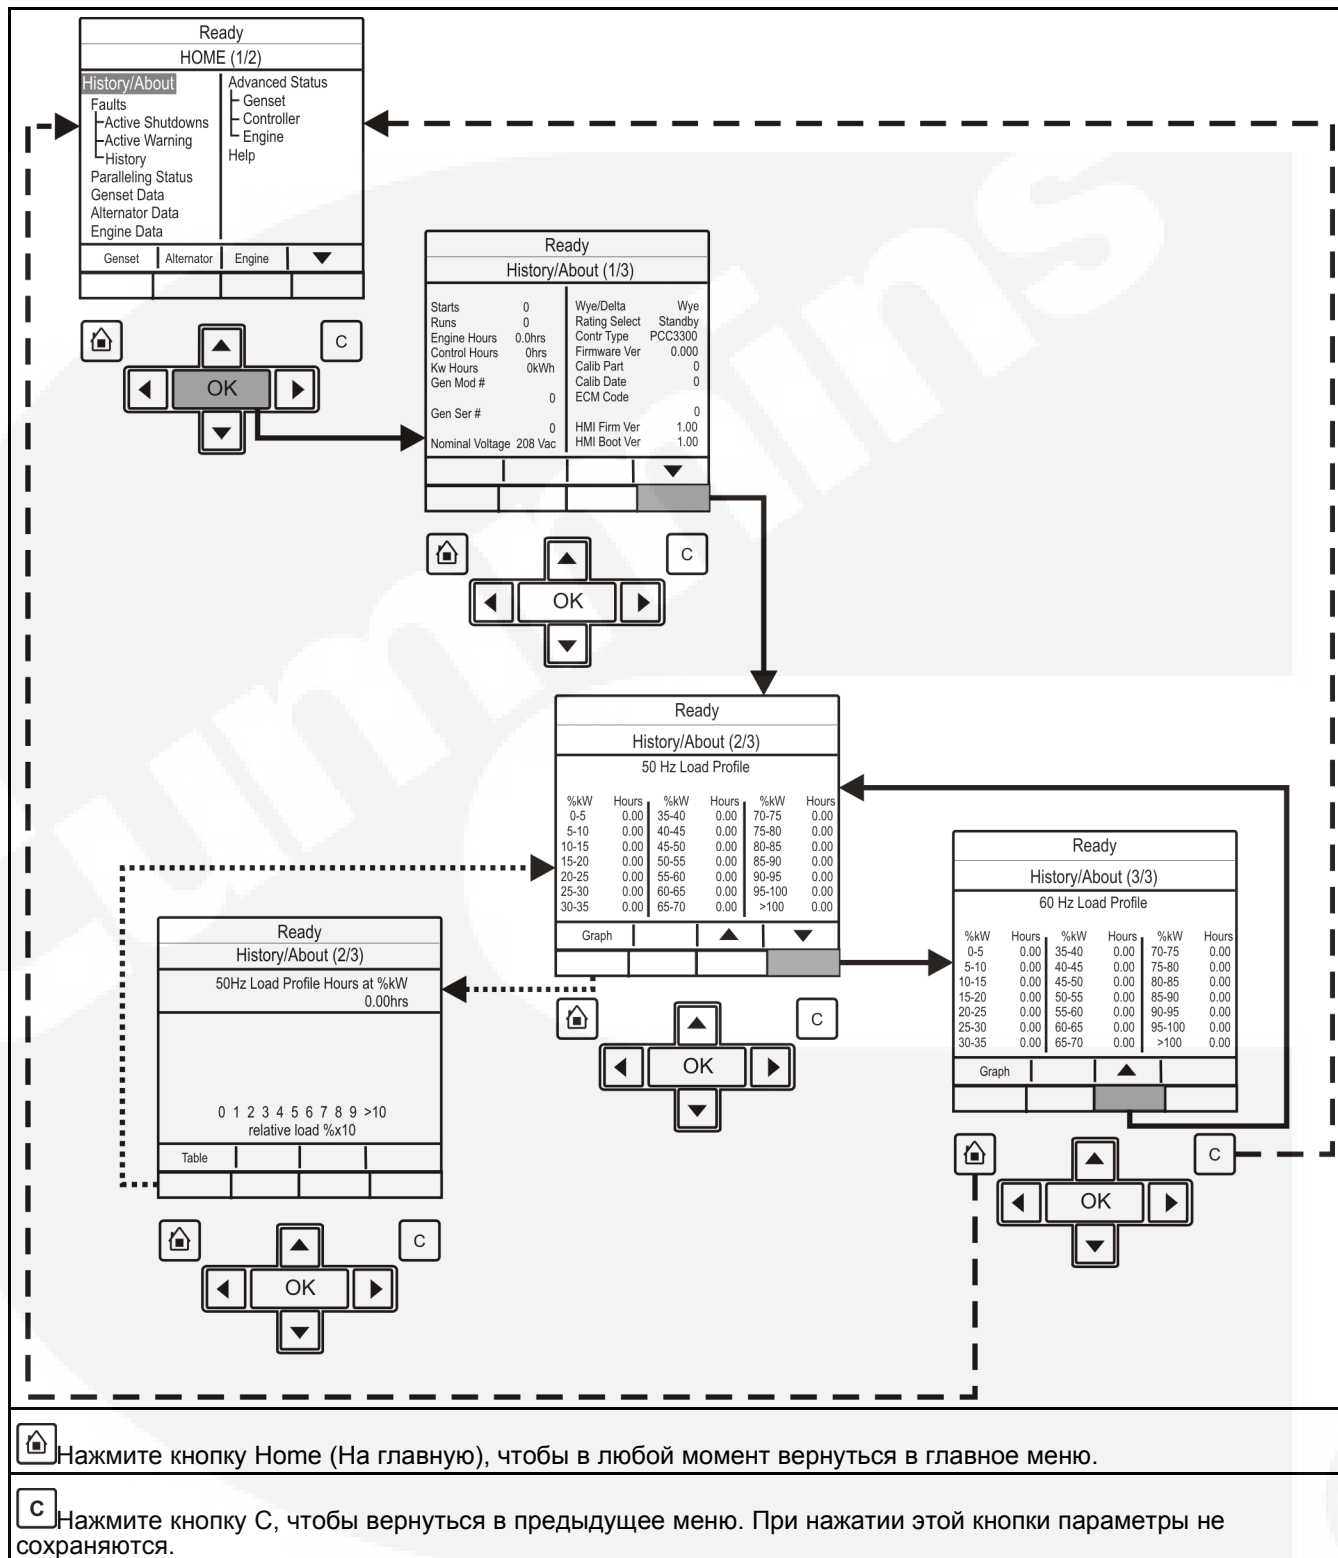 Ready
HOME (1/2)
History/About
Faults
Active Shutdowns
Active Warning
History
Paralleling Status
Genset Data
Alternator Data
Engine Data
Advanced Status
Genset
Controller
Engine
Help
Genset Alternator Engine
C
OK
Ready
History/About (1/3)
Starts 0
Runs 0
Engine Hours 0.0hrs
Control Hours 0hrs
Kw Hours 0kWh
Gen Mod #
0
Gen Ser #
0
Nominal Voltage 208 Vac
Wye/Delta Wye
Rating Select Standby
Contr Type PCC3300
Firmware Ver 0.000
Calib Part 0
Calib Date 0
ECM Code
0
HMI Firm Ver 1.00
HMI Boot Ver 1.00
C
OK
Ready
History/About (2/3)
50 Hz Load Profile
%kW Hours %kW Hours %kW Hours
0-5 0.00 35-40 0.00 70-75 0.00
5-10 0.00 40-45 0.00 75-80 0.00
10-15 0.00 45-50 0.00 80-85 0.00
15-20 0.00 50-55 0.00 85-90 0.00
20-25 0.00 55-60 0.00 90-95 0.00
25-30 0.00 60-65 0.00 95-100 0.00
30-35 0.00 65-70 0.00 >100 0.00
Graph
C
OK
Ready
History/About (3/3)
60 Hz Load Profile
%kW Hours %kW Hours %kW Hours
0-5 0.00 35-40 0.00 70-75 0.00
5-10 0.00 40-45 0.00 75-80 0.00
10-15 0.00 45-50 0.00 80-85 0.00
15-20 0.00 50-55 0.00 85-90 0.00
20-25 0.00 55-60 0.00 90-95 0.00
25-30 0.00 60-65 0.00 95-100 0.00
30-35 0.00 65-70 0.00 >100 0.00
Graph
C
OK
Ready
History/About (2/3)
50Hz Load Profile Hours at %kW
0.00hrs
0 1 2 3 4 5 6 7 8 9 >10
relative load %x10
Table
C
OK
Нажмите кнопку Home (На главную), чтобы в любой момент вернуться в главное меню.
C Нажмите кнопку C, чтобы вернуться в предыдущее меню. При нажатии этой кнопки параметры не
сохраняются.
cummins